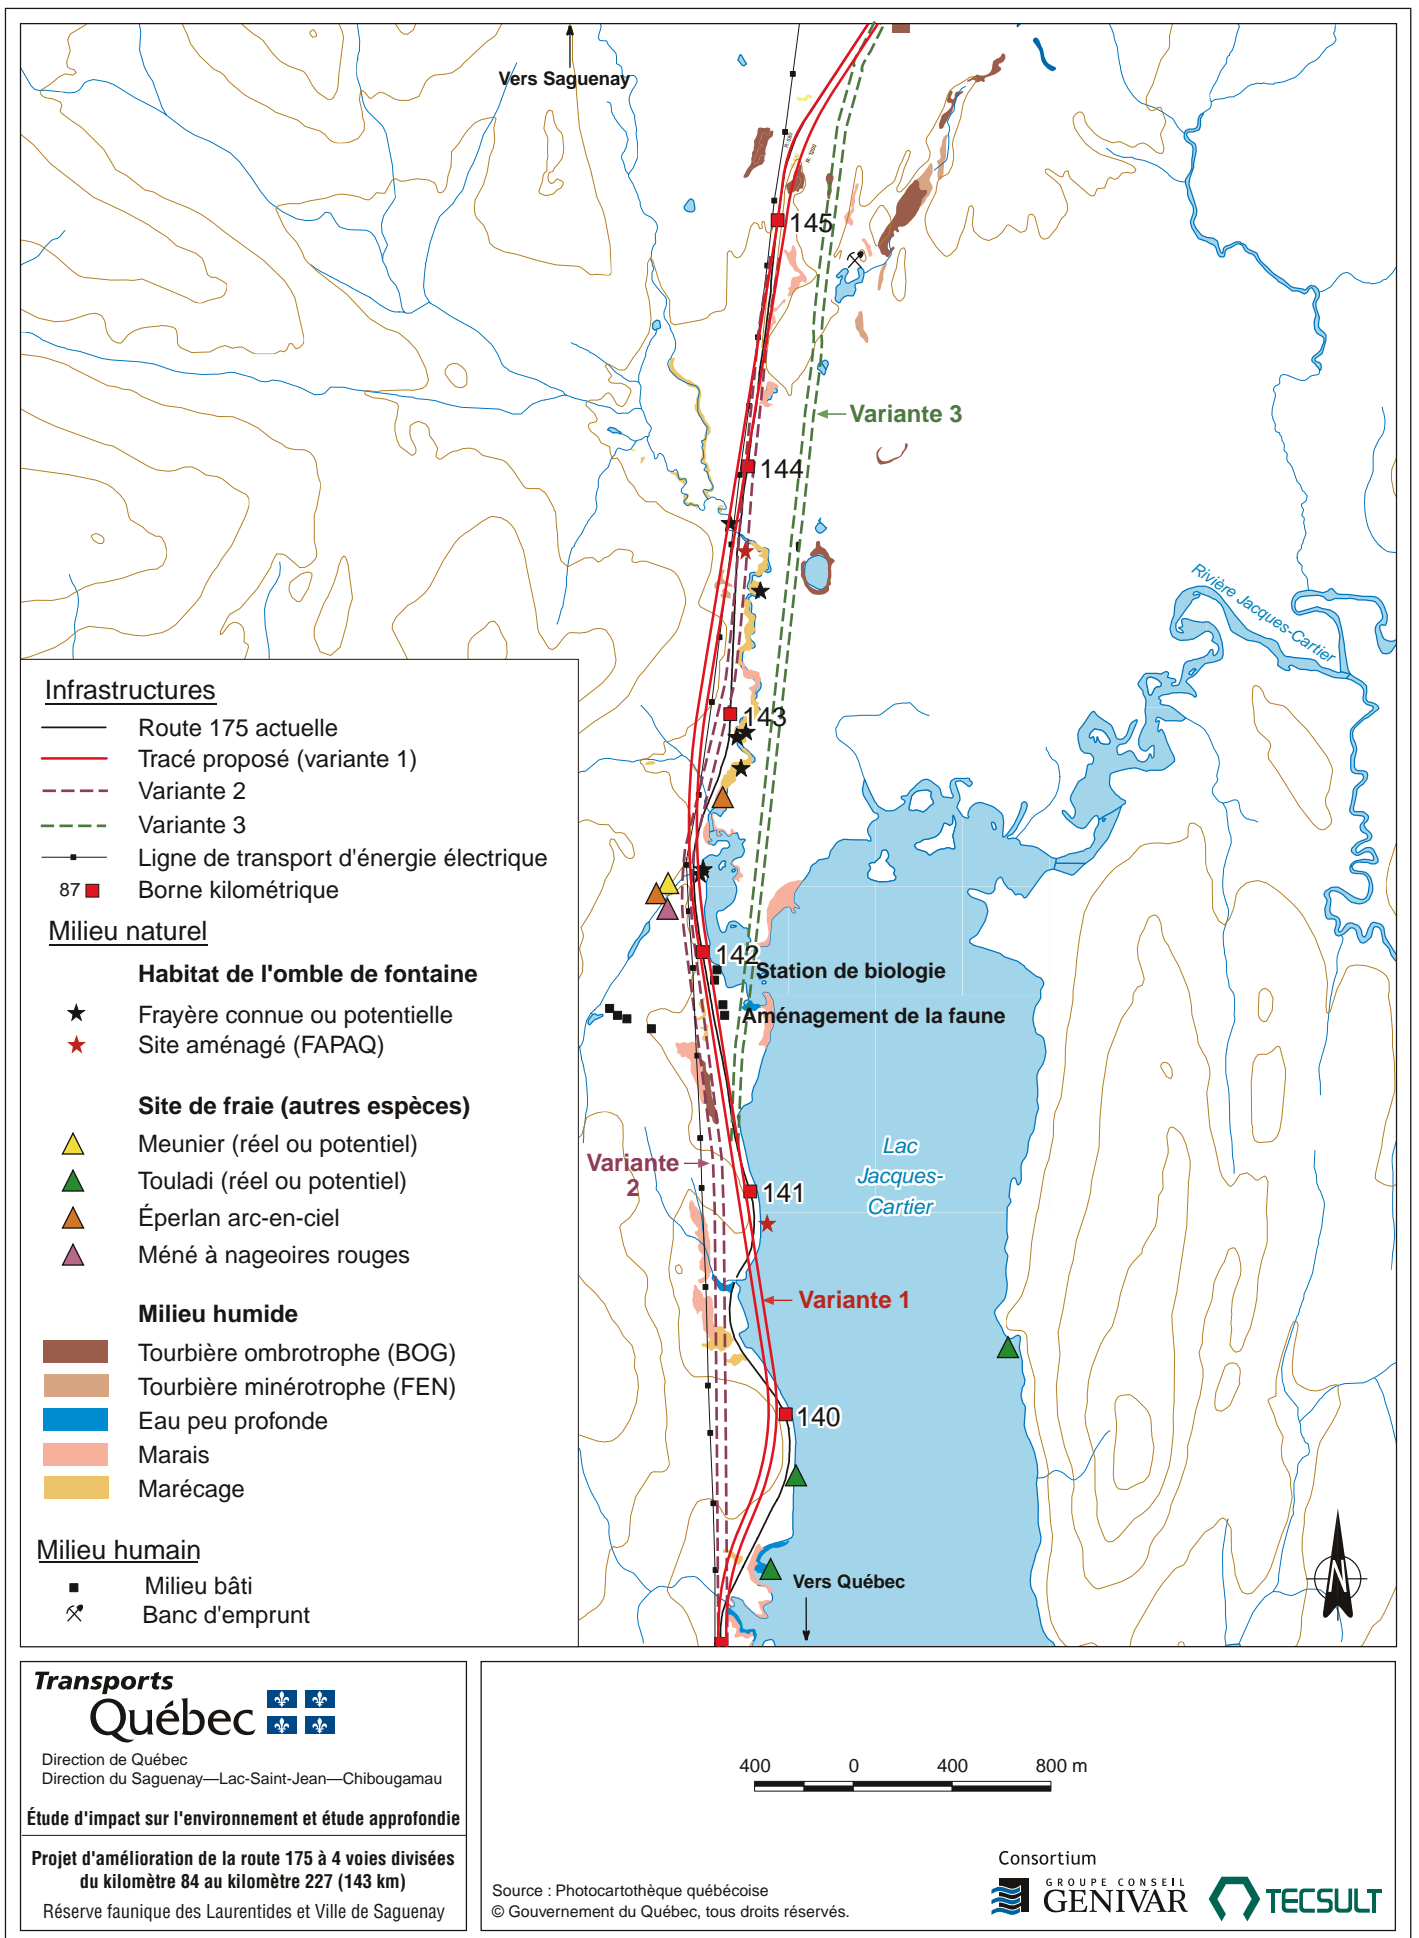 Vers Saguenay
R: 1200
145
Variante 3
144
Rivière Jacques-Cartier
143
142
Station de biologie
Aménagement de la faune
Lac
Jacques-
Cartier
Variante
2
141
Variante 1
140
Vers Québec
N
Infrastructures
Route 175 actuelle
Tracé proposé (variante 1)
Variante 2
Variante 3
Ligne de transport d'énergie électrique
87 Borne kilométrique
Milieu naturel
Habitat de l'omble de fontaine
Frayère connue ou potentielle
Site aménagé (FAPAQ)
Site de fraie (autres espèces)
Meunier (réel ou potentiel)
Touladi (réel ou potentiel)
Éperlan arc-en-ciel
Méné à nageoires rouges
Milieu humide
Tourbière ombrotrophe (BOG)
Tourbière minérotrophe (FEN)
Eau peu profonde
Marais
Marécage
Milieu humain
Milieu bâti
Banc d'emprunt
Transports
Québec
Direction de Québec
Direction du Saguenay—Lac-Saint-Jean—Chibougamau
Étude d'impact sur l'environnement et étude approfondie
Projet d'amélioration de la route 175 à 4 voies divisées
du kilomètre 84 au kilomètre 227 (143 km)
Réserve faunique des Laurentides et Ville de Saguenay
400 0 400 800 m
Source : Photocartothèque québécoise
© Gouvernement du Québec, tous droits réservés.
Consortium
GROUPE CONSEIL
GENIVAR
TECSULT